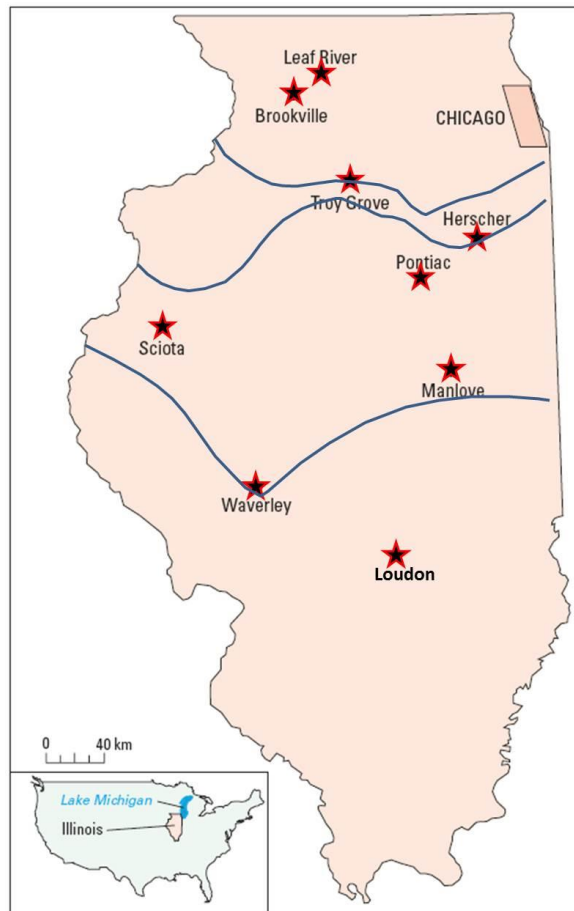 Leaf River
Brookville
CHICAGO
Troy Grove
Herscher
Pontiac
Sciota
Manlove
Waverley
Loudon
0 40 km
Lake Michigan
Illinois